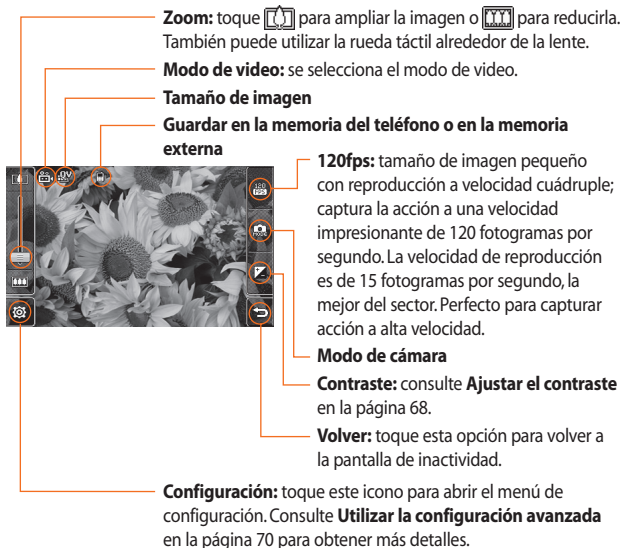 Zoom: toque para ampliar la imagen o para reducirla.
También puede utilizar la rueda táctil alrededor de la lente.
Modo de video: se selecciona el modo de video.
Tamaño de imagen
Guardar en la memoria del teléfono o en la memoria
externa
120fps: tamaño de imagen pequeño
con reproducción a velocidad cuádruple;
captura la acción a una velocidad
impresionante de 120 fotogramas por
segundo. La velocidad de reproducción
es de 15 fotogramas por segundo, la
mejor del sector. Perfecto para capturar
acción a alta velocidad.
Modo de cámara
Contraste: consulte Ajustar el contraste
en la página 68.
Volver: toque esta opción para volver a
la pantalla de inactividad.
Configuración: toque este icono para abrir el menú de
configuración. Consulte Utilizar la configuración avanzada
en la página 70 para obtener más detalles.
120
FPS
MODE